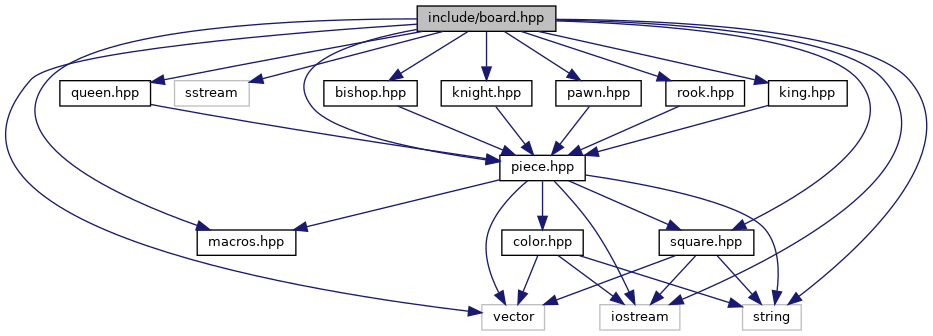 include/board.hpp
queen.hpp
sstream
bishop.hpp
knight.hpp
pawn.hpp
rook.hpp
king.hpp
piece.hpp
macros.hpp
color.hpp
square.hpp
vector
iostream
string